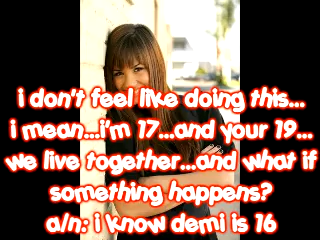 i don't feel like doing this...
i mean...i'm 17...and your 19...
we live together...and what if
something happens?
a/n: i know demi is 16